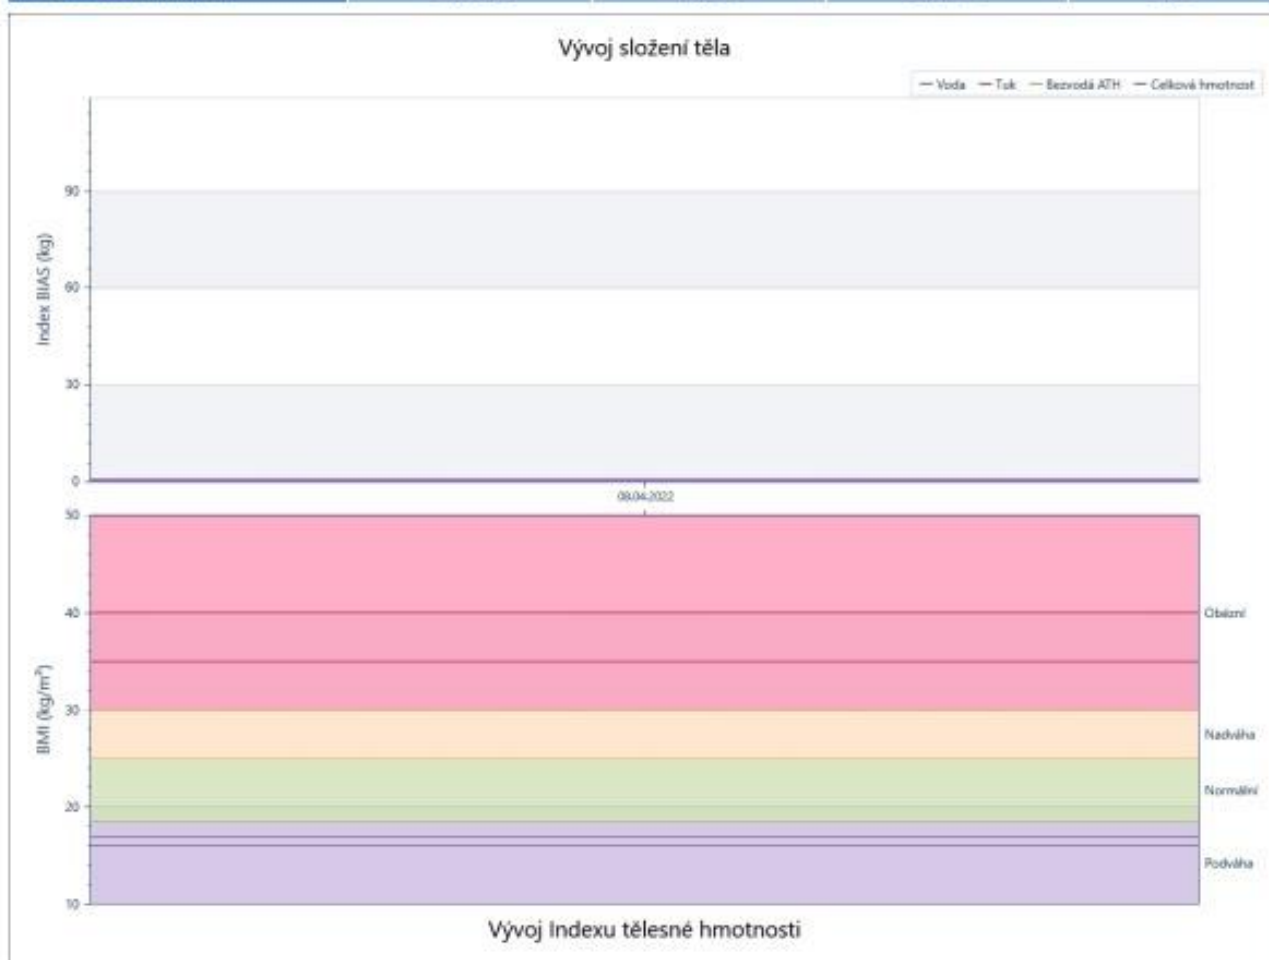 Vývoj složení těla
Voda Tuk Bezvodá ATH Celková hmotnost
90
60
30
0
Index BIAS (kg)
08.04.2022
50
40
30
20
10
BMI (kg/m²)
Obézní
Nadváha
Normální
Podváha
Vývoj Indexu tělesné hmotnosti